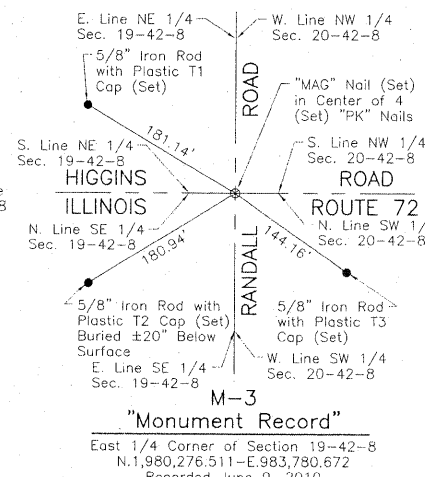 E. Line NE 1/4
Sec. 19-42-8
W. Line NW 1/4
Sec. 20-42-8
5/8" Iron Rod
with Plastic T1
Cap (Set)
ROAD
"MAG" Nail (Set)
in Center of 4
(Set) "PK" Nails
181.14'
S. Line NE 1/4
Sec. 19-42-8
S. Line NW 1/4
Sec. 20-42-8
HIGGINS
ROAD
ILLINOIS
ROUTE 72
N. Line SE 1/4
Sec. 19-42-8
N. Line SW 1/
Sec. 20-42-8
180.94'
144.16'
RANDALL
5/8" Iron Rod with
Plastic T2 Cap (Set)
Buried ±20" Below
Surface
5/8" Iron Rod
with Plastic T3
Cap (Set)
E. Line SE 1/4
Sec. 19-42-8
W. Line SW 1/4
Sec. 20-42-8
M-3
"Monument Record"
East 1/4 Corner of Section 19-42-8
N.1,980,276.511-E.983,780.672
Recorded June 9, 2010